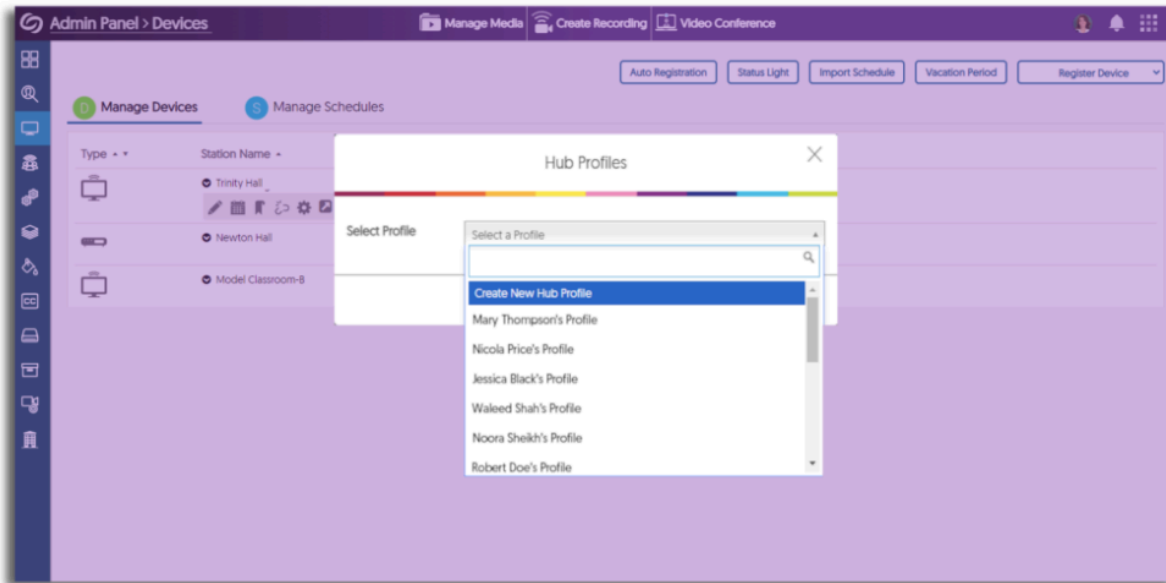 Admin Panel > Devices
Manage Media
Create Recording
Video Conference
Auto Registration
Status Light
Import Schedule
Vacation Period
Register Device
D Manage Devices
S Manage Schedules
Type
Station Name
Trinity Hall
Newton Hall
Model Classroom-B
Hub Profiles
Select Profile
Select a Profile
Create New Hub Profile
Mary Thompson's Profile
Nicola Price's Profile
Jessica Black's Profile
Waleed Shah's Profile
Noora Sheikh's Profile
Robert Doe's Profile
CC